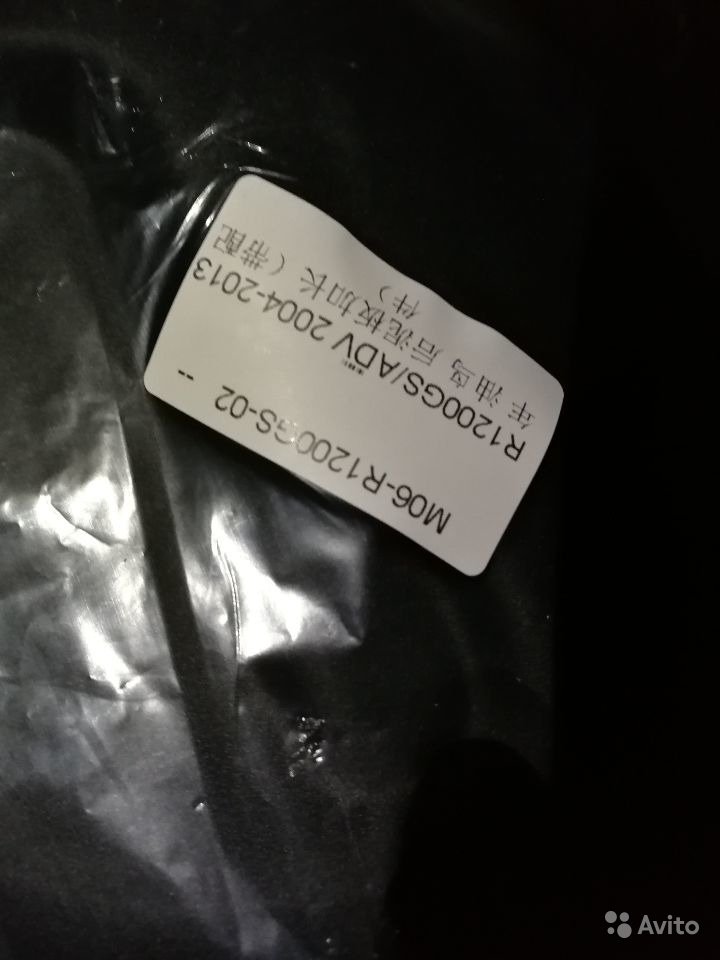 M06-R1200GS-02 --
R1200GS/ADV 2004-2013
年 油鸟 后泥板加长（带配
件）
Avito